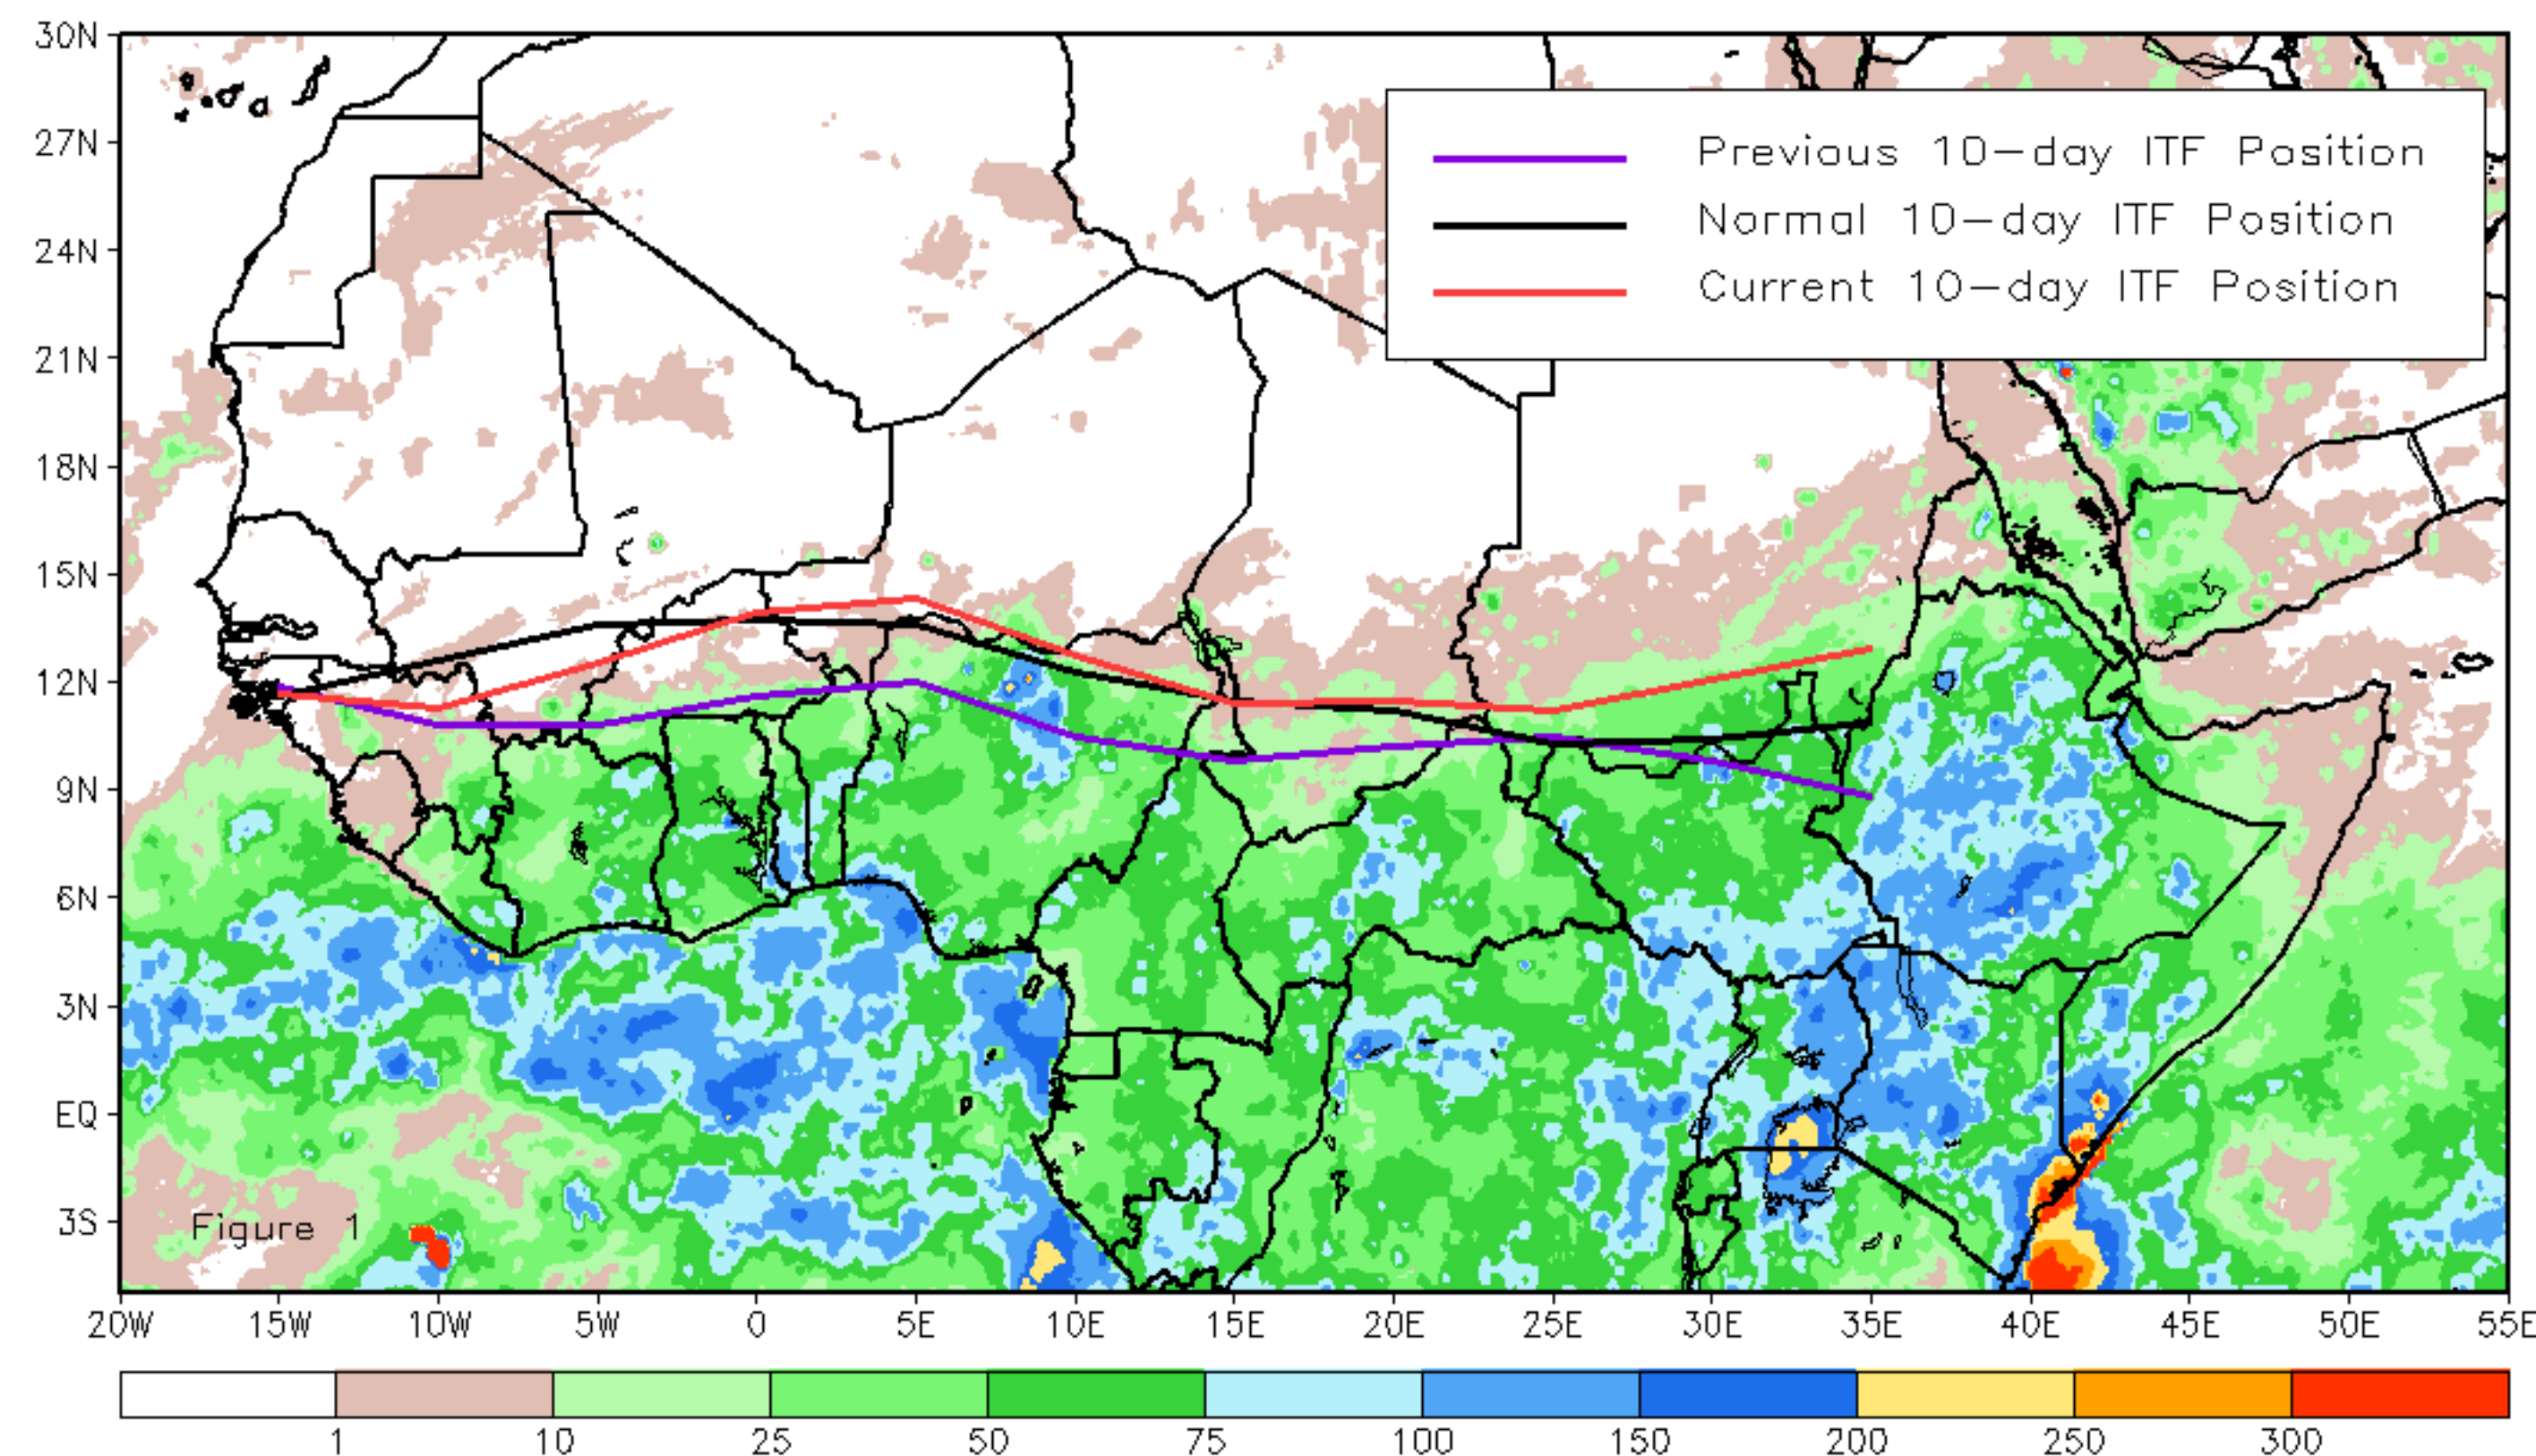 30N
27N
24N
21N
18N
15N
12N
9N
6N
3N
EQ
3S
Previous 10-day ITF Position
Normal 10-day ITF Position
Current 10-day ITF Position
Figure 1
20W 15W 10W 5W 0 5E 10E 15E 20E 25E 30E 35E 40E 45E 50E 55E
1 10 25 50 75 100 150 200 250 300